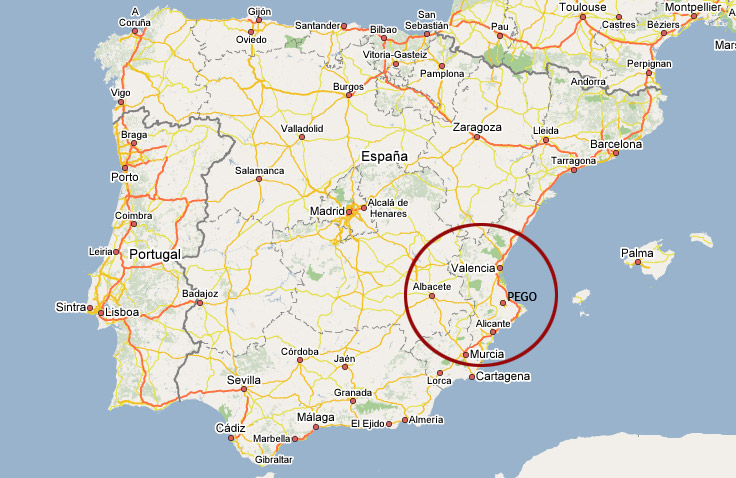 A
Coruña
Gijón
Oviedo
Santander
Bilbao
San
Sebastián
Pau
Toulouse
Castres
Montpellier
Béziers
Mars
Vitoria-Gasteiz
Pamplona
Andorra
Perpignan
Vigo
Burgos
Braga
Valladolid
Zaragoza
Lleida
Barcelona
Tarragona
España
Porto
Salamanca
Madrid
Alcalá de
Henares
Coimbra
Leiria
Portugal
Palma
Valencia
Albacete
PEGO
Badajoz
Sintra
Lisboa
Alicante
Murcia
Córdoba
Jaén
Lorca
Cartagena
Sevilla
Granada
Cádiz
Málaga
El Ejido
Almería
Marbella
Gibraltar